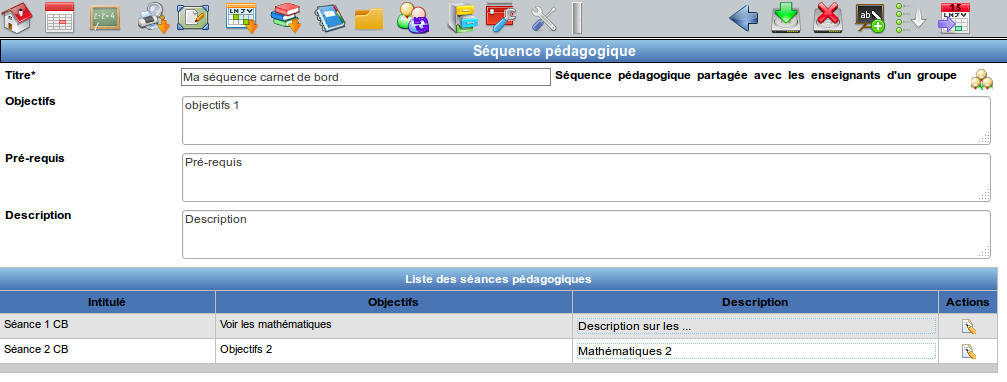 Séquence pédagogique
Titre* Ma séquence carnet de bord Séquence pédagogique partagée avec les enseignants d'un groupe
Objectifs objectifs 1
Pré-requis Pré-requis
Description Description
Liste des séances pédagogiques
Intitulé Objectifs Description Actions
Séance 1 CB Voir les mathématiques Description sur les ...
Séance 2 CB Objectifs 2 Mathématiques 2